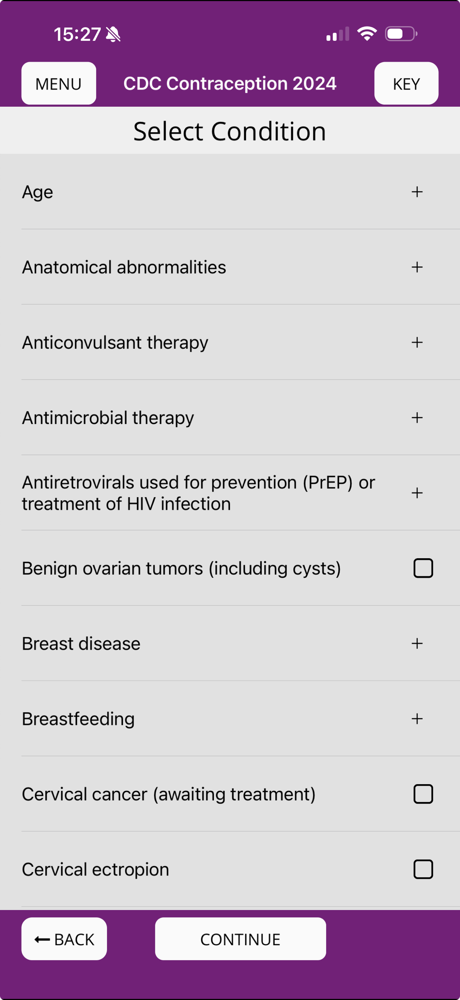 15:27
MENU
CDC Contraception 2024
KEY
Select Condition
Age +
Anatomical abnormalities +
Anticonvulsant therapy +
Antimicrobial therapy +
Antiretrovirals used for prevention (PrEP) or
treatment of HIV infection +
Benign ovarian tumors (including cysts)
Breast disease +
Breastfeeding +
Cervical cancer (awaiting treatment)
Cervical ectropion
← BACK
CONTINUE